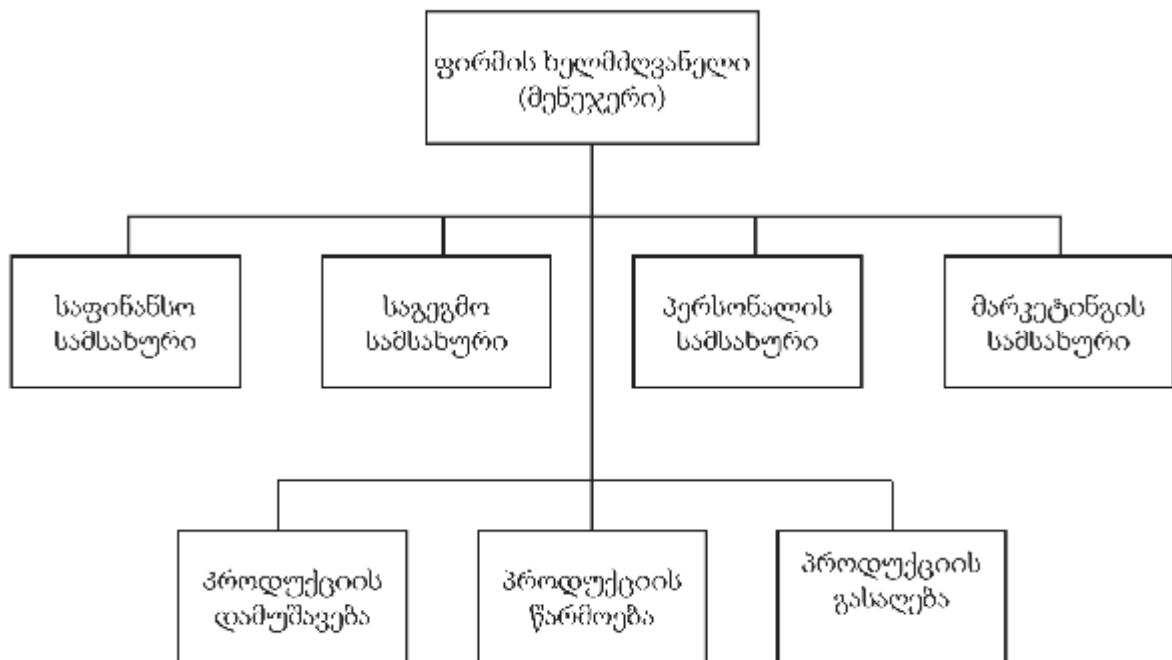 ფირმის ხელმძღვანელი
(მენეჯერი)
საფინანსო
სამსახური
საგეგმო
სამსახური
პერსონალის
სამსახური
მარკეტინგის
სამსახური
პროდუქციის
დამუშავება
პროდუქციის
წარმოება
პროდუქციის
გასაღება